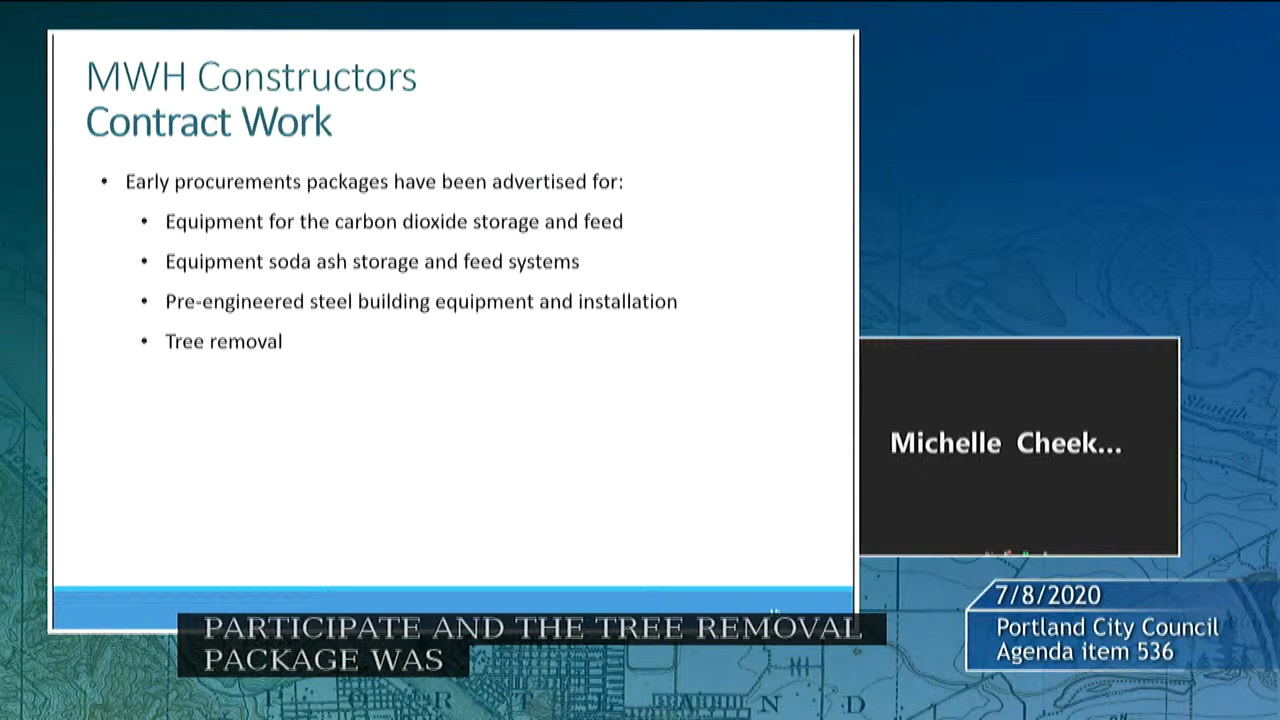 MWH Constructors
Contract Work
• Early procurements packages have been advertised for:
• Equipment for the carbon dioxide storage and feed
• Equipment soda ash storage and feed systems
• Pre-engineered steel building equipment and installation
• Tree removal
Slough
Michelle Cheek...
7/8/2020
Portland City Council
Agenda item 536
PARTICIPATE AND THE TREE REMOVAL
PACKAGE WAS